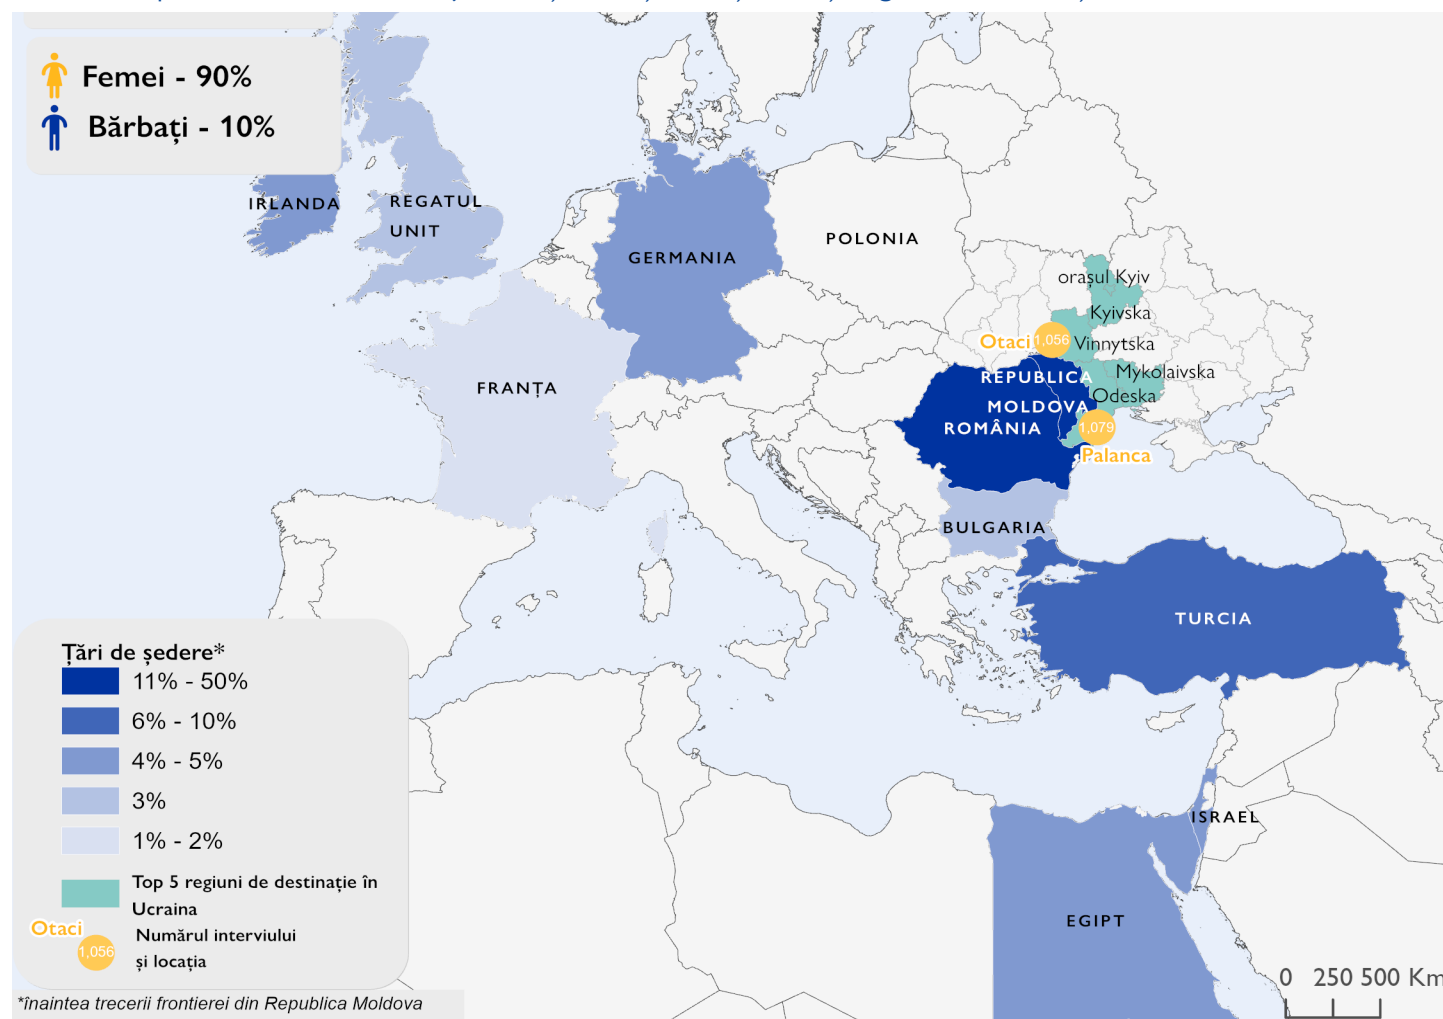 Femei - 90%
Bărbați - 10%
IRLANDA
REGATUL
UNIT
GERMANIA
POLONIA
FRANȚA
orașul Kyiv
Kyivska
Otaci
1,056
Vinnytska
REPUBLICA
Mykolaivska
Odeska
MOLDOVA
ROMÂNIA
1,079
Palanca
BULGARIA
TURCIA
ISRAEL
EGIPT
Țări de ședere*
11% - 50%
6% - 10%
4% - 5%
3%
1% - 2%
Top 5 regiuni de destinație în
Ucraina
Otaci
1,056
Numărul interviului
și locația
*înaintea trecerii frontierei din Republica Moldova
0 250 500 Km